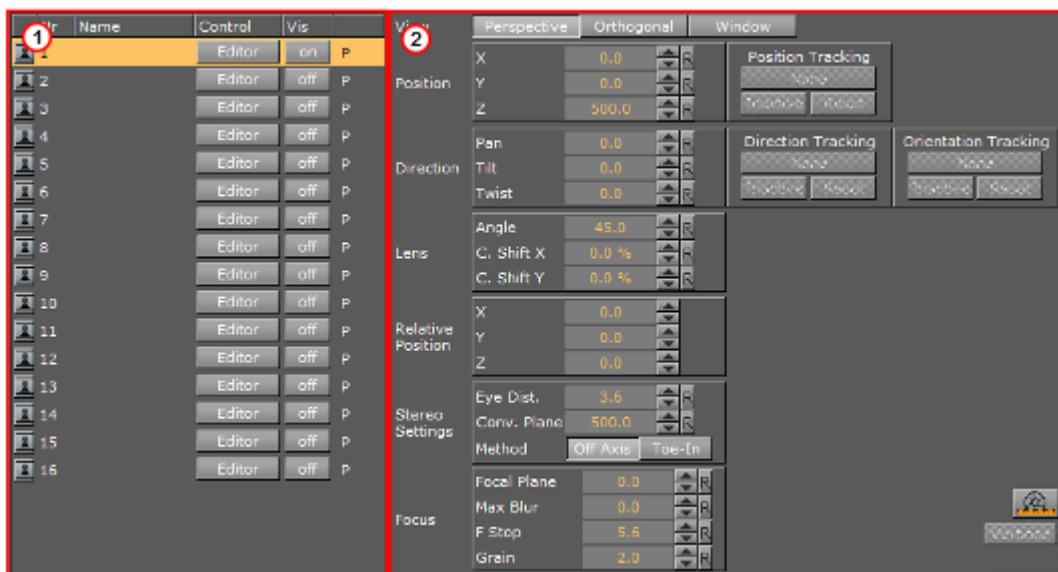 1
Name Control Vis
1 Editor on P
2 Editor off P
3 Editor off P
4 Editor off P
5 Editor off P
6 Editor off P
7 Editor off P
8 Editor off P
9 Editor off P
10 Editor off P
11 Editor off P
12 Editor off P
13 Editor off P
14 Editor off P
15 Editor off P
16 Editor off P
2
Perspective Orthogonal Window
Position
X 0.0 R
Y 0.0 R
Z 500.0 R
Position Tracking
None
Direction
Pan 0.0 R
Tilt 0.0 R
Twist 0.0 R
Direction Tracking
None
Orientation Tracking
None
Lens
Angle 45.0 R
C. Shift X 0.0 % R
C. Shift Y 0.0 % R
Relative
Position
X 0.0
Y 0.0
Z 0.0
Stereo
Settings
Eye Dist. 3.6 R
Conv. Plane 500.0 R
Method Off Axis Toe-In
Focus
Focal Plane 0.0 R
Max Blur 0.0 R
F Stop 5.6 R
Grain 2.0 R